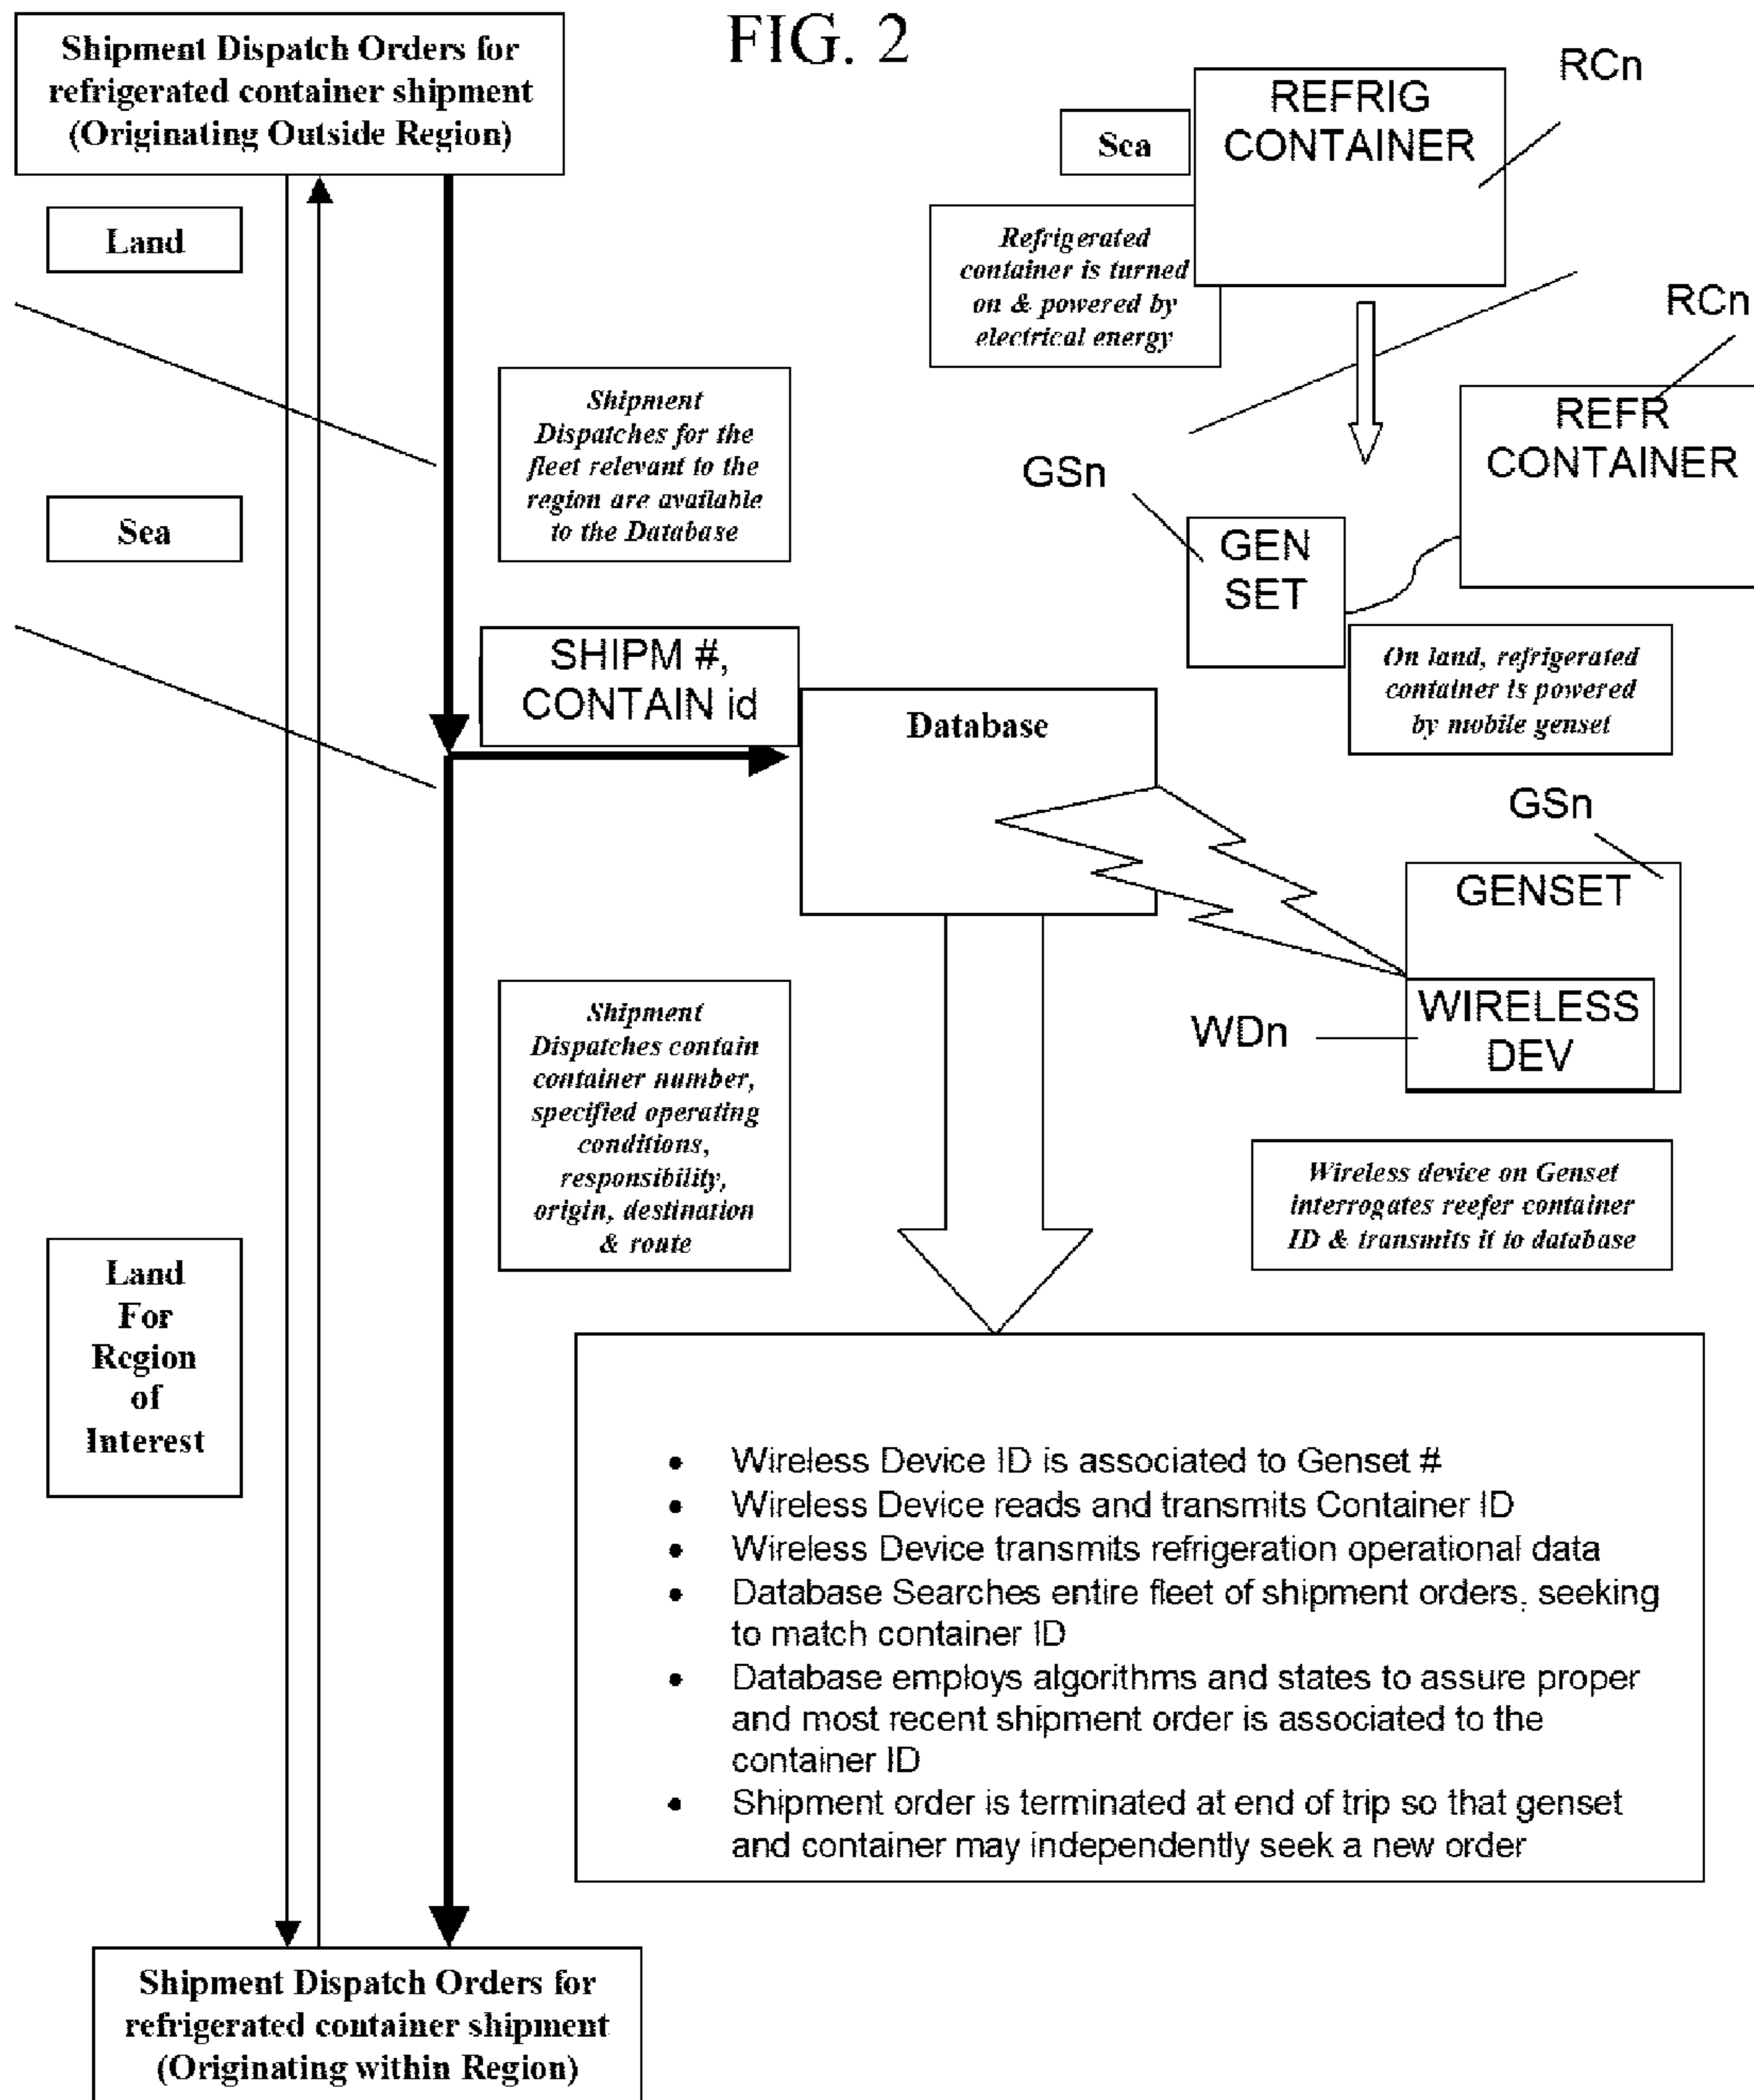 FIG. 2
Shipment Dispatch Orders for
refrigerated container shipment
(Originating Outside Region)
Land
Sea
Shipment
Dispatches for the
fleet relevant to the
region are available
to the Database
SHIPM #,
CONTAIN id
Database
Shipment
Dispatches contain
container number,
specified operating
conditions,
responsibility,
origin, destination
& route
Land
For
Region
of
Interest
Sea
REFRIG
CONTAINER
RCn
Refrigerated
container is turned
on & powered by
electrical energy
RCn
REFR
CONTAINER
GSn
GEN
SET
On land, refrigerated
container is powered
by mobile genset
GSn
GENSET
WIRELESS
DEV
WDn
Wireless device on Genset
interrogates reefer container
ID & transmits it to database
• Wireless Device ID is associated to Genset #
• Wireless Device reads and transmits Container ID
• Wireless Device transmits refrigeration operational data
• Database Searches entire fleet of shipment orders, seeking
to match container ID
• Database employs algorithms and states to assure proper
and most recent shipment order is associated to the
container ID
• Shipment order is terminated at end of trip so that genset
and container may independently seek a new order
Shipment Dispatch Orders for
refrigerated container shipment
(Originating within Region)